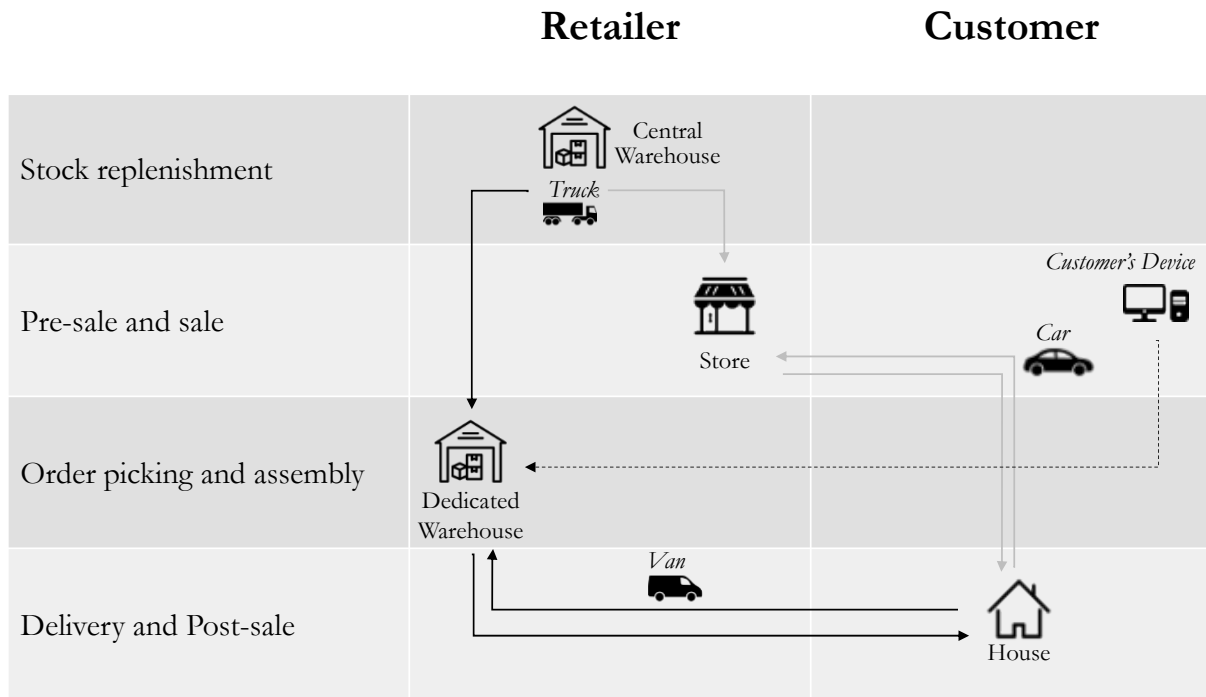 Retailer
Customer
Stock replenishment
Central
Warehouse
Truck
Pre-sale and sale
Customer's Device
Car
Store
Order picking and assembly
Dedicated
Warehouse
Van
Delivery and Post-sale
House